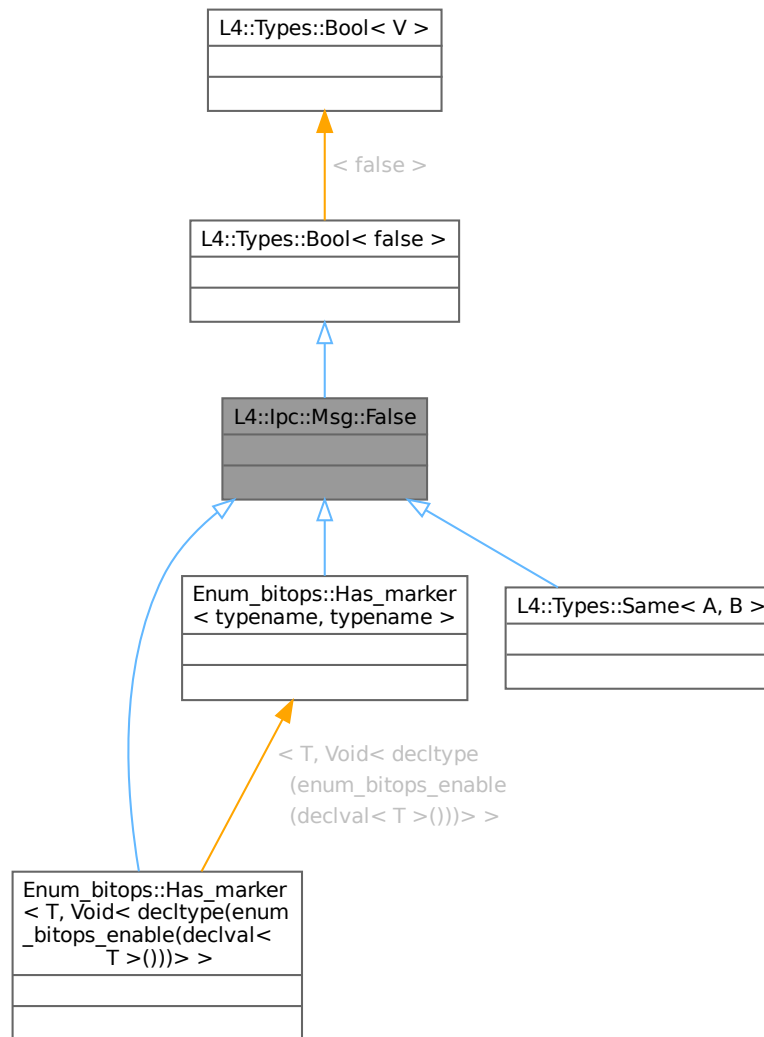 L4::Types::Bool< V >
< false >
L4::Types::Bool< false >
L4::Ipc::Msg::False
Enum_bitops::Has_marker
< typename, typename >
L4::Types::Same< A, B >
< T, Void< decltype
(enum_bitops_enable
(declval< T >()))> >
Enum_bitops::Has_marker
< T, Void< decltype(enum
_bitops_enable(declval<
T >()))> >